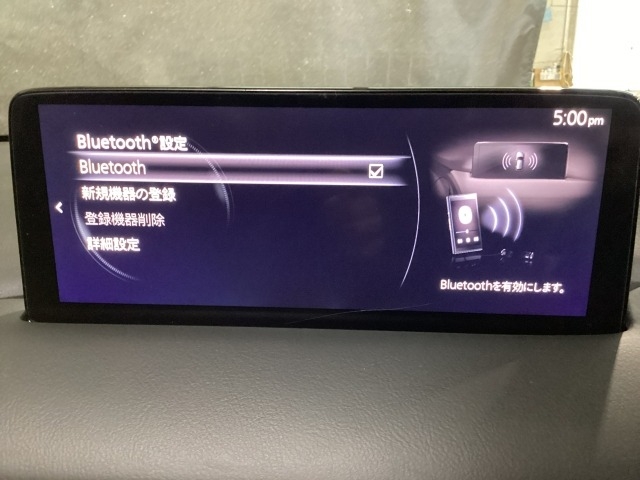 5:00pm
Bluetooth®設定
Bluetooth
新規機器の登録
登録機器削除
詳細設定
Bluetoothを有効にします。